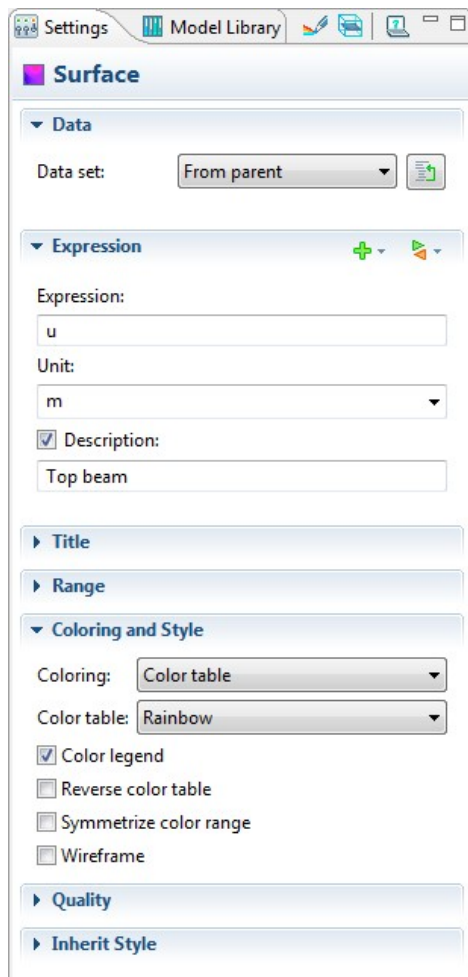 Settings Model Library
Surface
Data
Data set: From parent
Expression
Expression:
u
Unit:
m
Description:
Top beam
Title
Range
Coloring and Style
Coloring: Color table
Color table: Rainbow
Color legend
Reverse color table
Symmetrize color range
Wireframe
Quality
Inherit Style